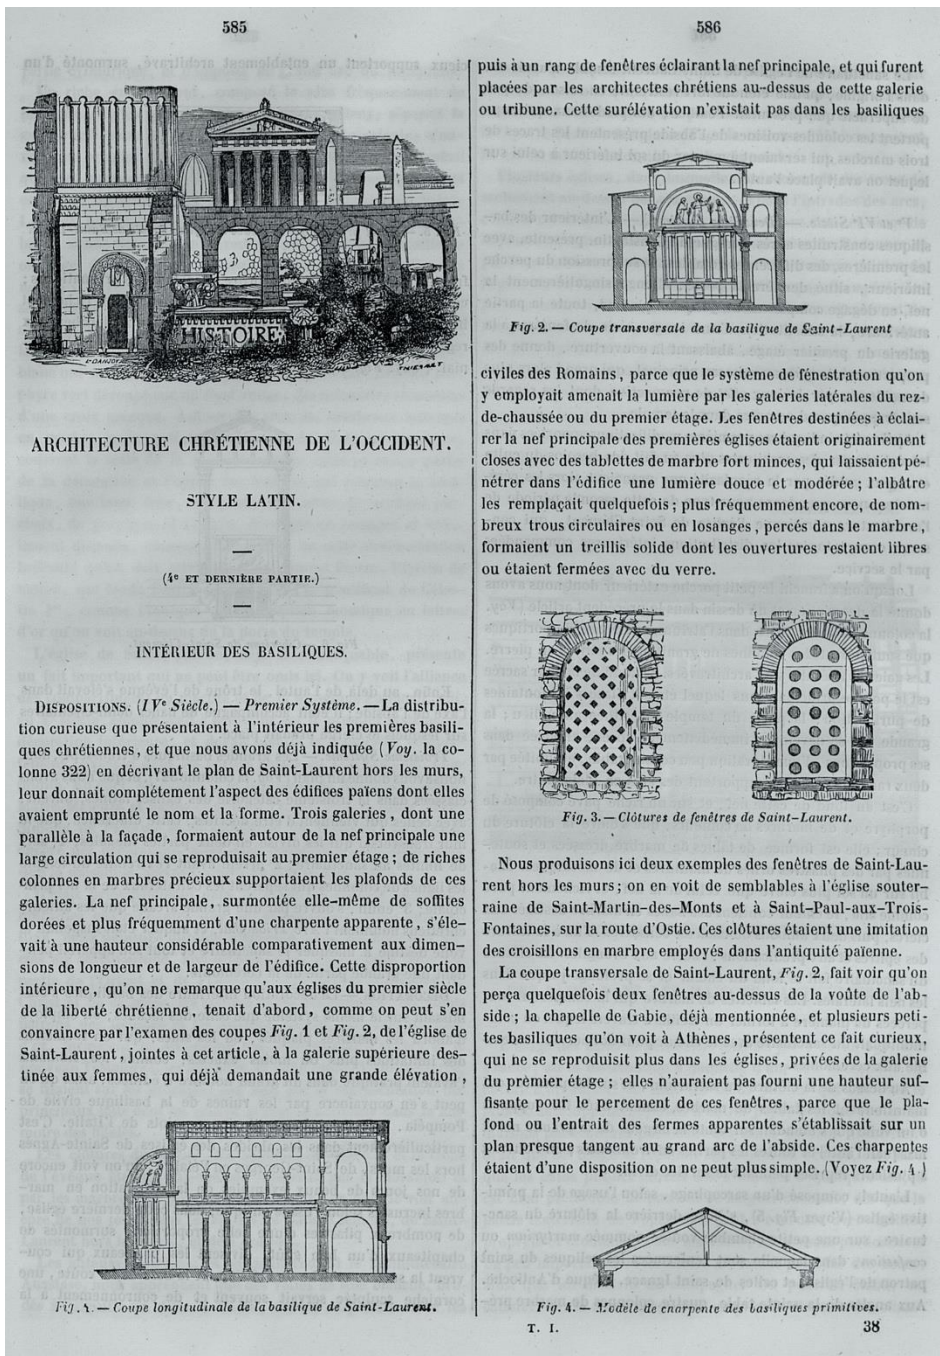 585
HISTOIRE
ARCHITECTURE CHRÉTIENNE DE L'OCCIDENT.
STYLE LATIN.
(4e ET DERNIÈRE PARTIE.)
INTÉRIEUR DES BASILIQUES.
DISPOSITIONS. (IVe Siècle.) — Premier Système. — La distribu-
tion curieuse que présentaient à l'intérieur les premières basili-
ques chrétiennes, et que nous avons déjà indiquée (Voy. la co-
lonne 322) en décrivant le plan de Saint-Laurent hors les murs,
leur donnait complétement l'aspect des édifices païens dont elles
avaient emprunté le nom et la forme. Trois galeries, dont une
parallèle à la façade, formaient autour de la nef principale une
large circulation qui se reproduisait au premier étage; de riches
colonnes en marbres précieux supportaient les plafonds de ces
galeries. La nef principale, surmontée elle-même de soffites
dorées et plus fréquemment d'une charpente apparente, s'éle-
vait à une hauteur considérable comparativement aux dimen-
sions de longueur et de largeur de l'édifice. Cette disproportion
intérieure, qu'on ne remarque qu'aux églises du premier siècle
de la liberté chrétienne, tenait d'abord, comme on peut s'en
convaincre par l'examen des coupes Fig. 1 et Fig. 2, de l'église de
Saint-Laurent, jointes à cet article, à la galerie supérieure des-
tinée aux femmes, qui déjà demandait une grande élévation,
Fig. 1. — Coupe longitudinale de la basilique de Saint-Laurent.
586
puis à un rang de fenêtres éclairant la nef principale, et qui furent
placées par les architectes chrétiens au-dessus de cette galerie
ou tribune. Cette surélévation n'existait pas dans les basiliques
Fig. 2. — Coupe transversale de la basilique de Saint-Laurent
civiles des Romains, parce que le système de fénestration qu'on
y employait amenait la lumière par les galeries latérales du rez-
de-chaussée ou du premier étage. Les fenêtres destinées à éclai-
rer la nef principale des premières églises étaient originairement
closes avec des tablettes de marbre fort minces, qui laissaient pé-
nétrer dans l'édifice une lumière douce et modérée; l'albâtre
les remplaçait quelquefois; plus fréquemment encore, de nom-
breux trous circulaires ou en losanges, percés dans le marbre,
formaient un treillis solide dont les ouvertures restaient libres
ou étaient fermées avec du verre.
Fig. 3. — Clôtures de fenêtres de Saint-Laurent.
Nous produisons ici deux exemples des fenêtres de Saint-Lau-
rent hors les murs; on en voit de semblables à l'église souter-
raine de Saint-Martin-des-Monts et à Saint-Paul-aux-Trois-
Fontaines, sur la route d'Ostie. Ces clôtures étaient une imitation
des croisillons en marbre employés dans l'antiquité païenne.
La coupe transversale de Saint-Laurent, Fig. 2, fait voir qu'on
perça quelquefois deux fenêtres au-dessus de la voûte de l'ab-
side; la chapelle de Gabie, déjà mentionnée, et plusieurs peti-
tes basiliques qu'on voit à Athènes, présentent ce fait curieux,
qui ne se reproduisit plus dans les églises, privées de la galerie
du premier étage; elles n'auraient pas fourni une hauteur suf-
fisante pour le percement de ces fenêtres, parce que le pla-
fond ou l'entrait des fermes apparentes s'établissait sur un
plan presque tangent au grand arc de l'abside. Ces charpentes
étaient d'une disposition on ne peut plus simple. (Voyez Fig. 4.)
Fig. 4. — Modèle de charpente des basiliques primitives.
T. I.
38